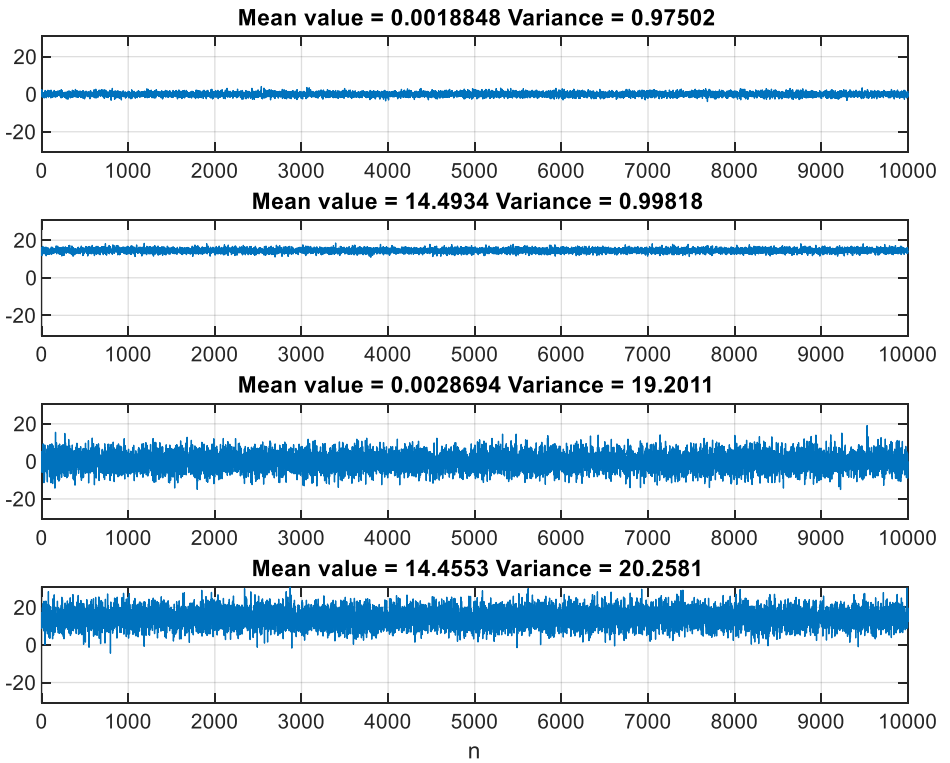 Mean value = 0.0018848 Variance = 0.97502
20
0
-20
0 1000 2000 3000 4000 5000 6000 7000 8000 9000 10000
Mean value = 14.4934 Variance = 0.99818
20
0
-20
0 1000 2000 3000 4000 5000 6000 7000 8000 9000 10000
Mean value = 0.0028694 Variance = 19.2011
20
0
-20
0 1000 2000 3000 4000 5000 6000 7000 8000 9000 10000
Mean value = 14.4553 Variance = 20.2581
20
0
-20
0 1000 2000 3000 4000 5000 6000 7000 8000 9000 10000
n